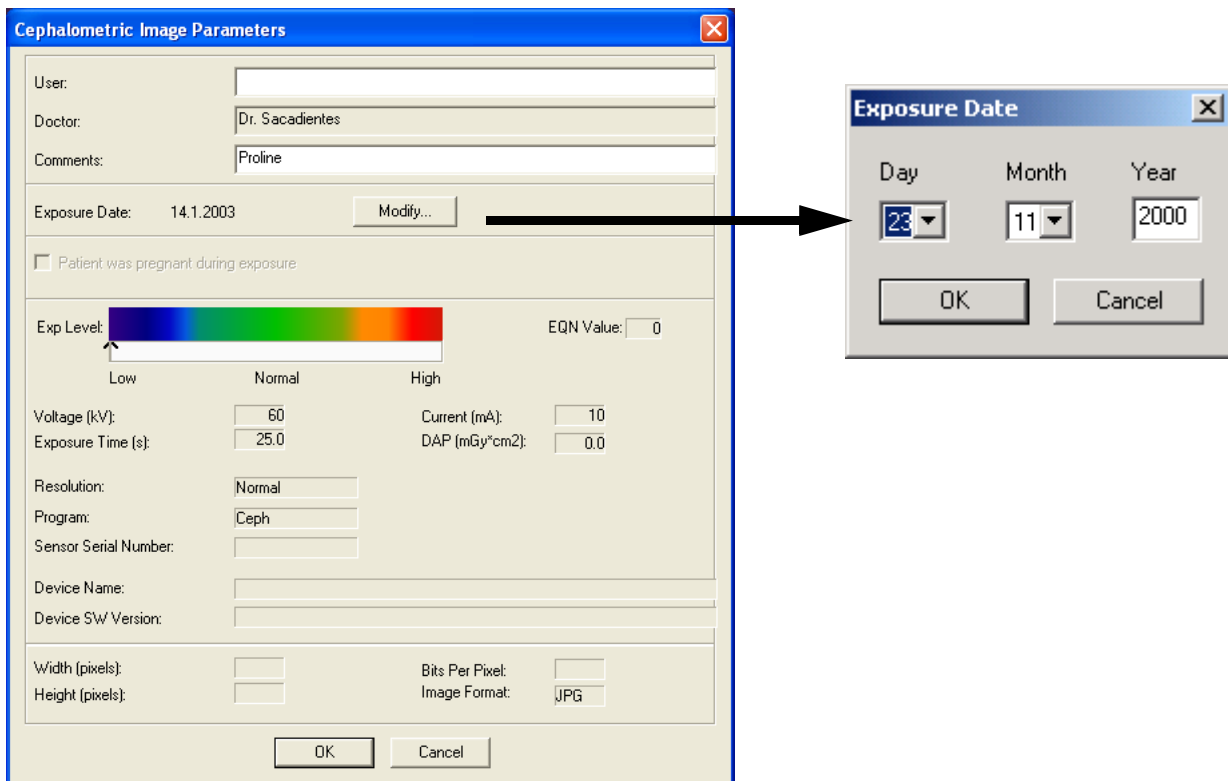 Cephalometric Image Parameters
User:
Doctor: Dr. Sacadientes
Comments: Proline
Exposure Date: 14.1.2003 Modify...
Patient was pregnant during exposure
Exp Level: EQN Value: 0
Low Normal High
Voltage (kV): 60 Current (mA): 10
Exposure Time (s): 25.0 DAP (mGy*cm2): 0.0
Resolution: Normal
Program: Ceph
Sensor Serial Number:
Device Name:
Device SW Version:
Width (pixels): Bits Per Pixel:
Height (pixels): Image Format: JPG
OK Cancel
Exposure Date
Day Month Year
23 11 2000
OK Cancel